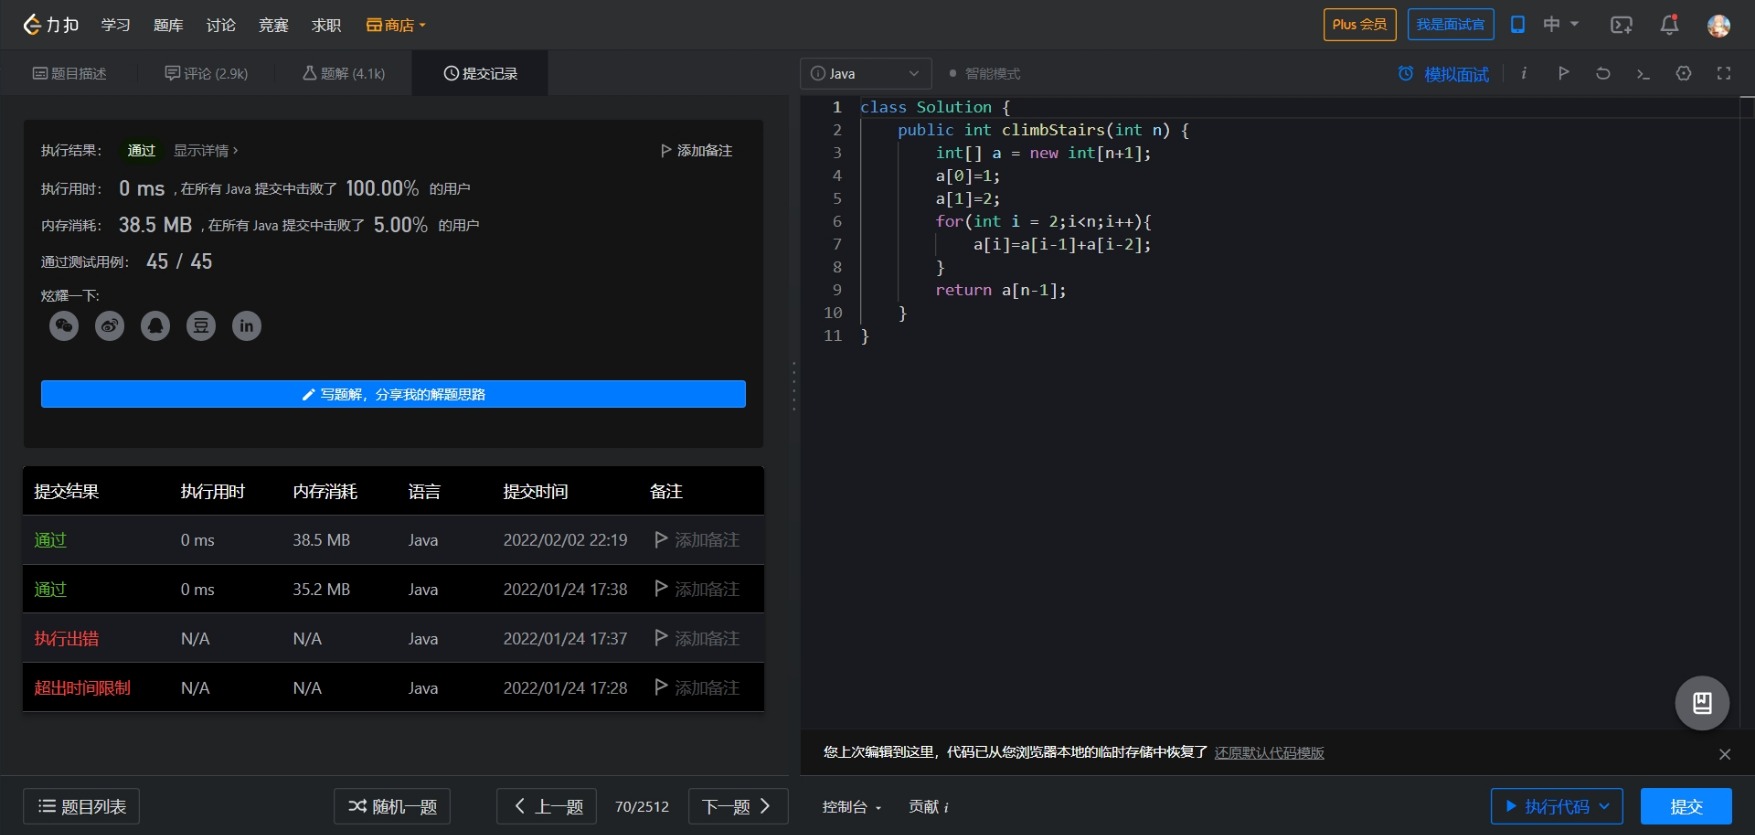 力扣 学习 题库 讨论 竞赛 求职 商店 Plus 会员 我是面试官 中
题目描述 评论 (2.9k) 题解 (4.1k) 提交记录
Java 智能模式 模拟面试 i
执行结果： 通过 显示详情 › 添加备注
执行用时： 0 ms , 在所有 Java 提交中击败了 100.00% 的用户
内存消耗： 38.5 MB , 在所有 Java 提交中击败了 5.00% 的用户
通过测试用例： 45 / 45
炫耀一下:
豆 in
写题解，分享我的解题思路
提交结果 执行用时 内存消耗 语言 提交时间 备注
通过 0 ms 38.5 MB Java 2022/02/02 22:19 添加备注
通过 0 ms 35.2 MB Java 2022/01/24 17:38 添加备注
执行出错 N/A N/A Java 2022/01/24 17:37 添加备注
超出时间限制 N/A N/A Java 2022/01/24 17:28 添加备注
题目列表 随机一题 上一题 70/2512 下一题
1 class Solution {
2 public int climbStairs(int n) {
3 int[] a = new int[n+1];
4 a[0]=1;
5 a[1]=2;
6 for(int i = 2;i<n;i++){
7 a[i]=a[i-1]+a[i-2];
8 }
9 return a[n-1];
10 }
11 }
您上次编辑到这里，代码已从您浏览器本地的临时存储中恢复了 还原默认代码模版
控制台 贡献 i 执行代码 提交